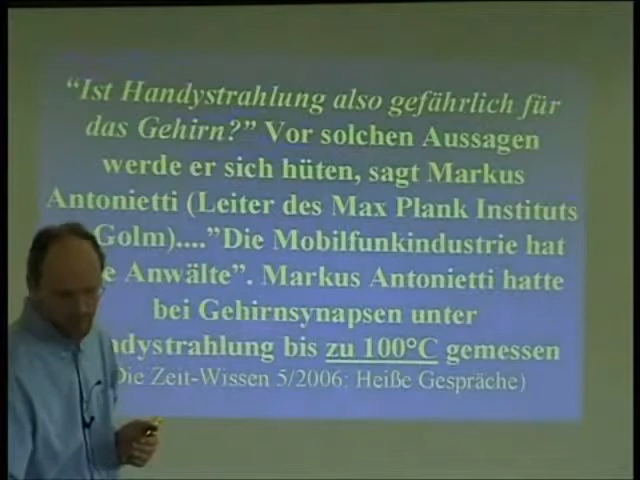 “Ist Handystrahlung also gefährlich für
das Gehirn?” Vor solchen Aussagen
werde er sich hüten, sagt Markus
Antonietti (Leiter des Max Plank Instituts
Golm)....”Die Mobilfunkindustrie hat
Anwälte”. Markus Antonietti hatte
bei Gehirnsynapsen unter
dystrahlung bis zu 100°C gemessen
Die Zeit-Wissen 5/2006: Heiße Gespräche)